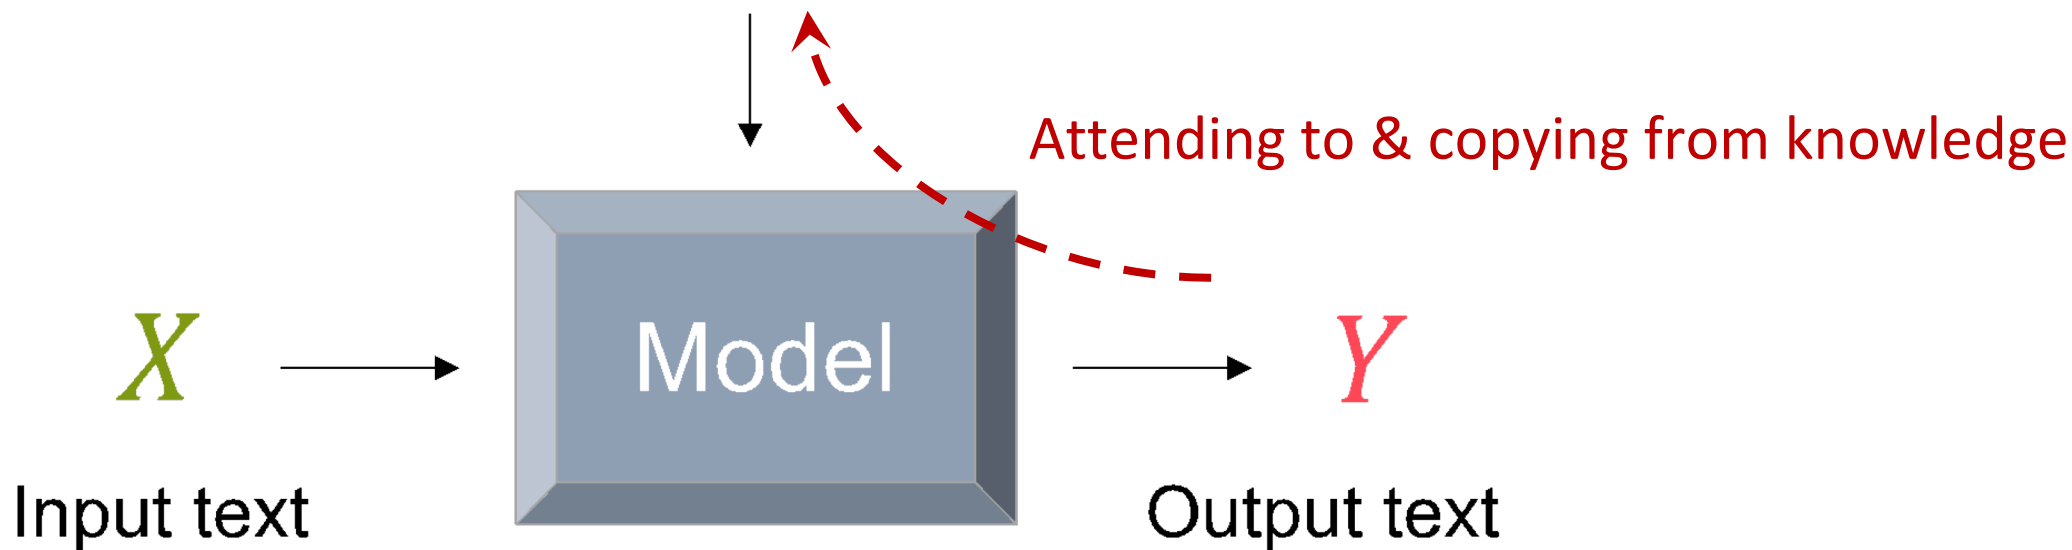 Attending to & copying from knowledge
X
Model
Y
Input text
Output text